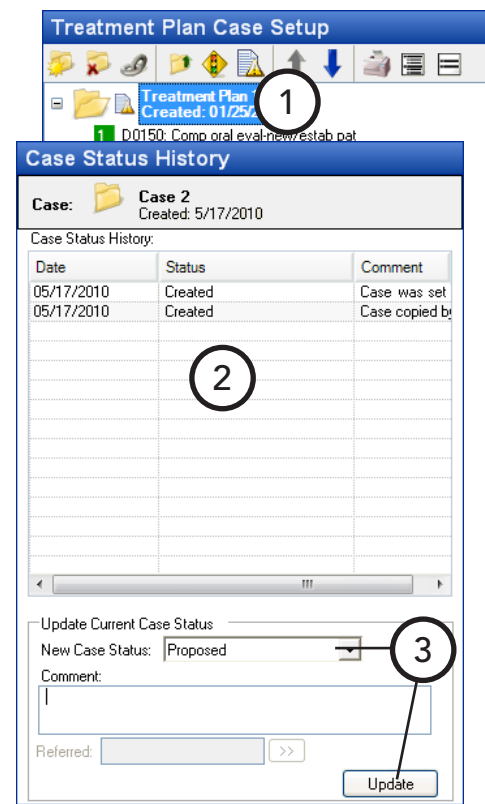 Treatment Plan Case Setup
Treatment Plan
Created: 01/25/
1
1 D0150: Comp oral eval-new/estab pat
Case Status History
Case: Case 2
Created: 5/17/2010
Case Status History:
Date Status Comment
05/17/2010 Created Case was set
05/17/2010 Created Case copied by
2
Update Current Case Status
New Case Status: Proposed
3
Comment:
Referred: >>
Update